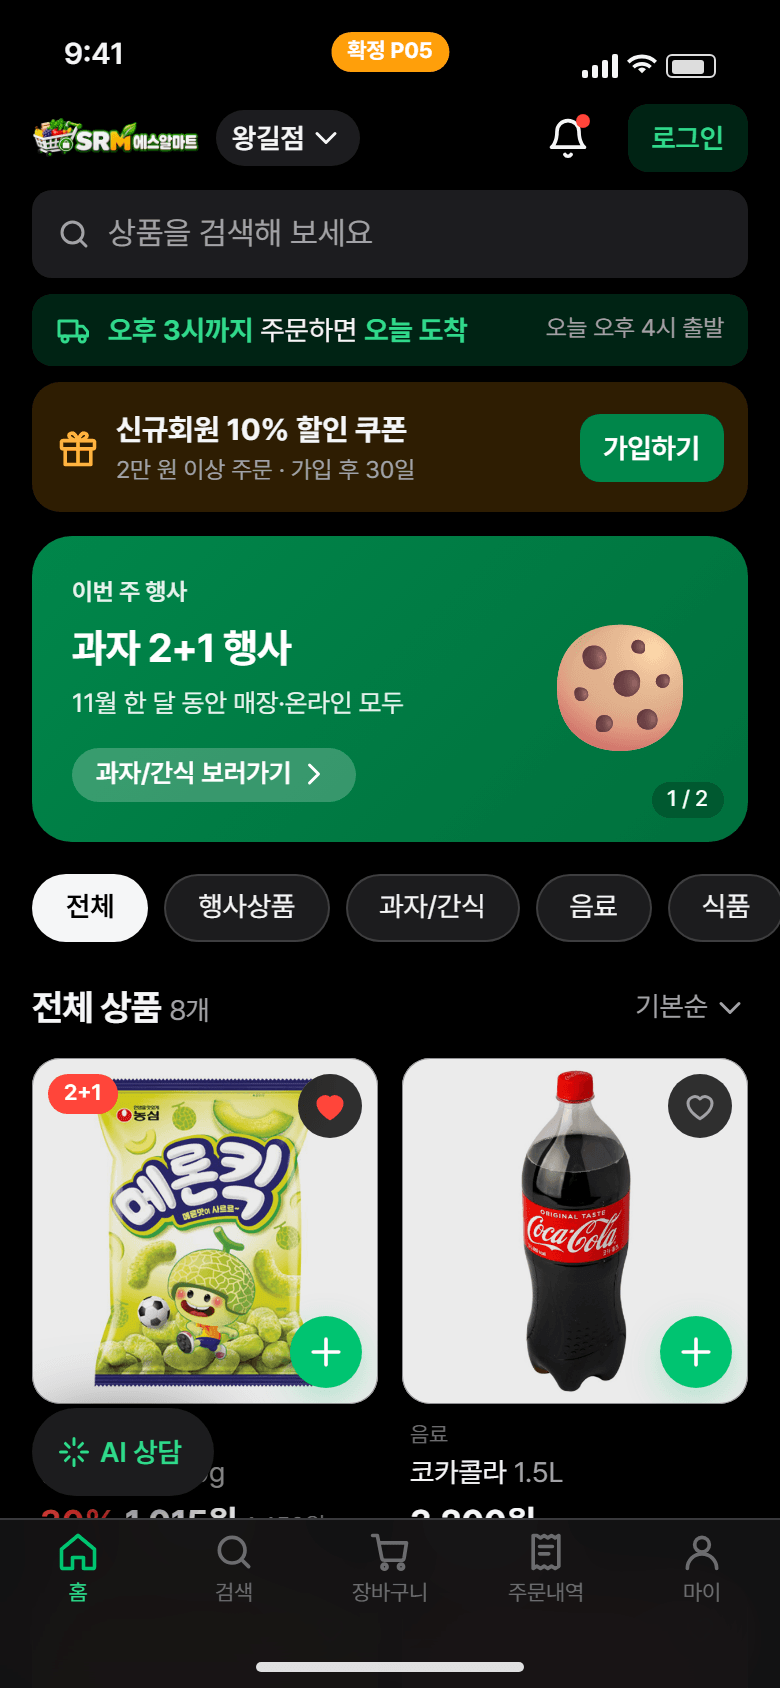 9:41
확정 P05
SRM 에스알마트
왕길점
로그인
상품을 검색해 보세요
오후 3시까지 주문하면 오늘 도착
오늘 오후 4시 출발
신규회원 10% 할인 쿠폰
2만 원 이상 주문 · 가입 후 30일
가입하기
이번 주 행사
과자 2+1 행사
11월 한 달 동안 매장·온라인 모두
과자/간식 보러가기
1 / 2
전체
행사상품
과자/간식
음료
식품
전체 상품 8개
기본순
2+1
농심
메론킥
메론맛이 사르르~
ORIGINAL TASTE
Coca-Cola
AI 상담
g
음료
코카콜라 1.5L
홈
검색
장바구니
주문내역
마이